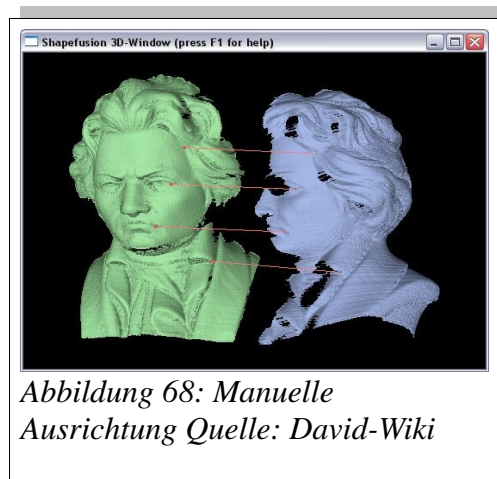 Shapefusion 3D-Window (press F1 for help)
Abbildung 68: Manuelle
Ausrichtung Quelle: David-Wiki